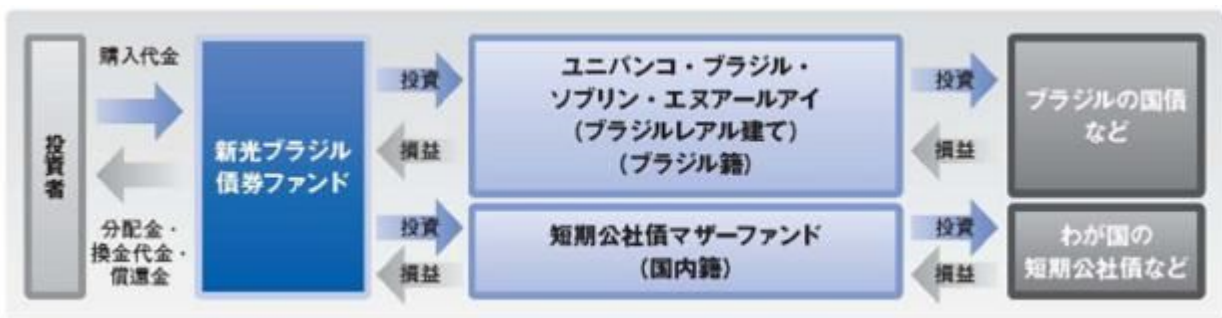 投資者
購入代金
分配金・
換金代金・
償還金
新光ブラジル
債券ファンド
投資
損益
ユニバンコ・ブラジル・
ソブリン・エヌアールアイ
(ブラジルレアル建て)
(ブラジル籍)
投資
損益
ブラジルの国債
など
投資
損益
短期公社債マザーファンド
(国内籍)
投資
損益
わが国の
短期公社債など